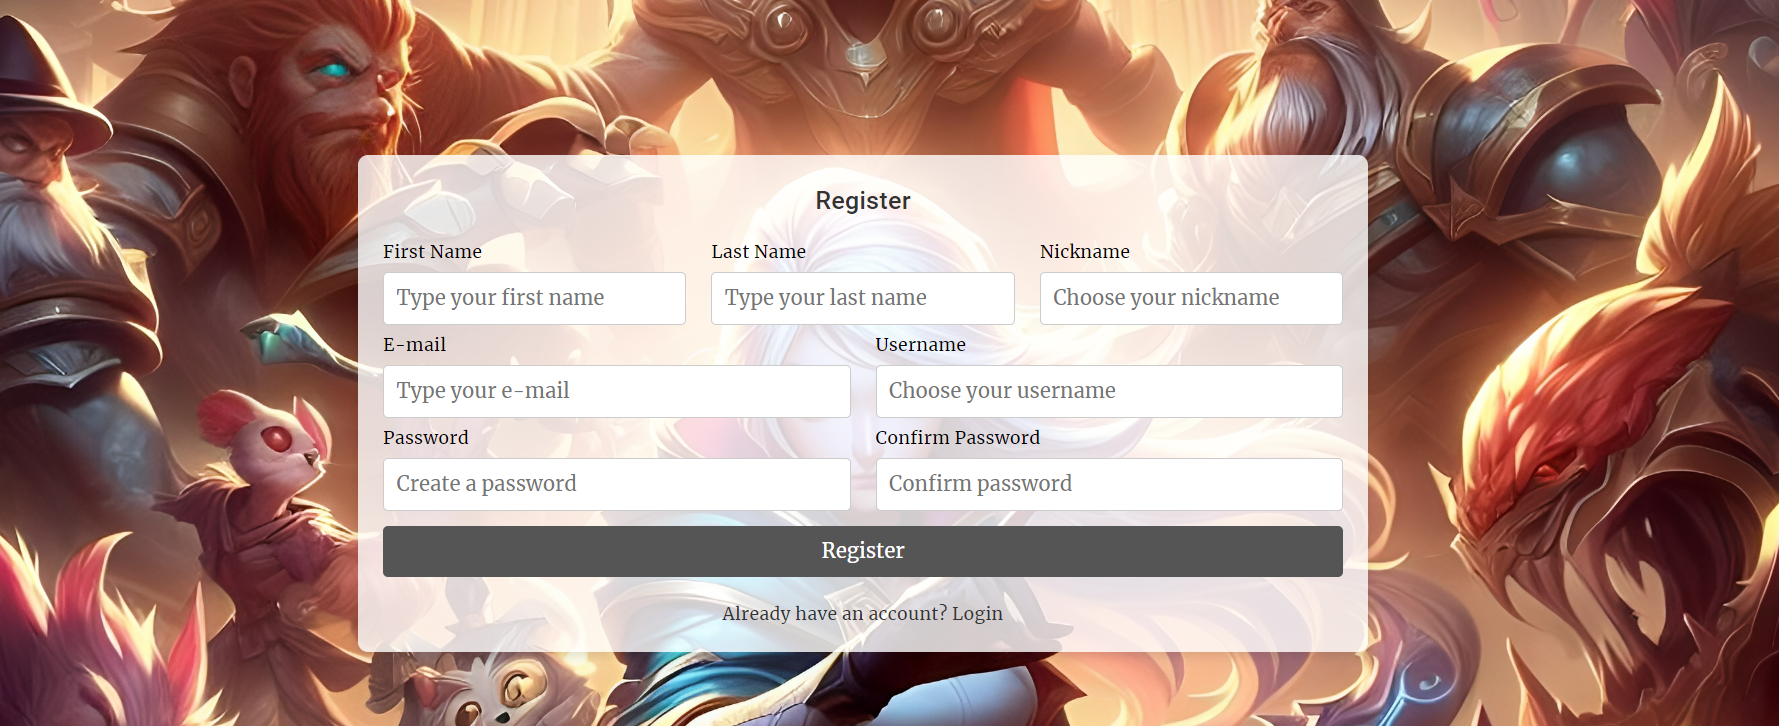 Register
First Name Last Name Nickname
Type your first name Type your last name Choose your nickname
E-mail Username
Type your e-mail Choose your username
Password Confirm Password
Create a password Confirm password
Register
Already have an account? Login